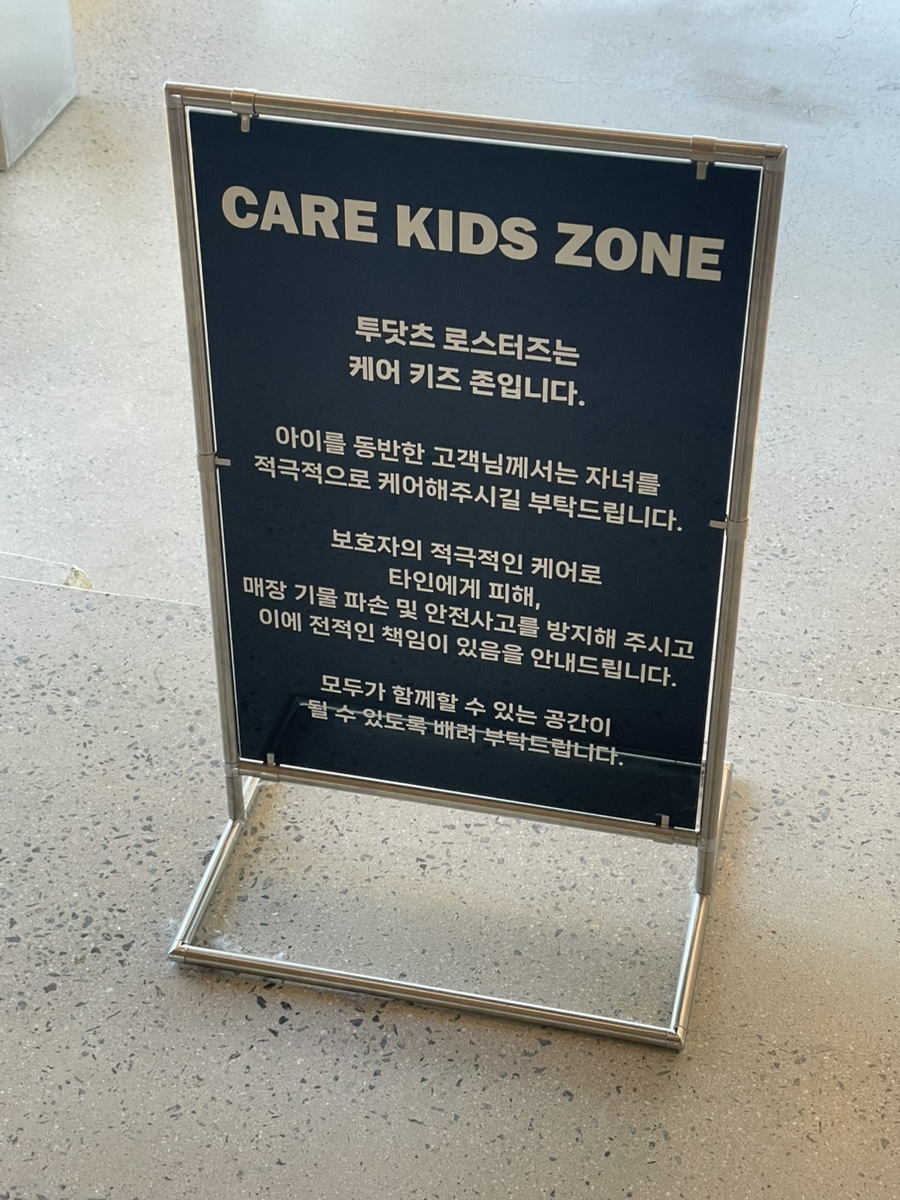 CARE KIDS ZONE
투닷츠 로스터즈는
케어 키즈 존입니다.
아이를 동반한 고객님께서는 자녀를
적극적으로 케어해주시길 부탁드립니다.
보호자의 적극적인 케어로
타인에게 피해,
매장 기물 파손 및 안전사고를 방지해 주시고
이에 전적인 책임이 있음을 안내드립니다.
모두가 함께할 수 있는 공간이
될 수 있도록 배려 부탁드립니다.